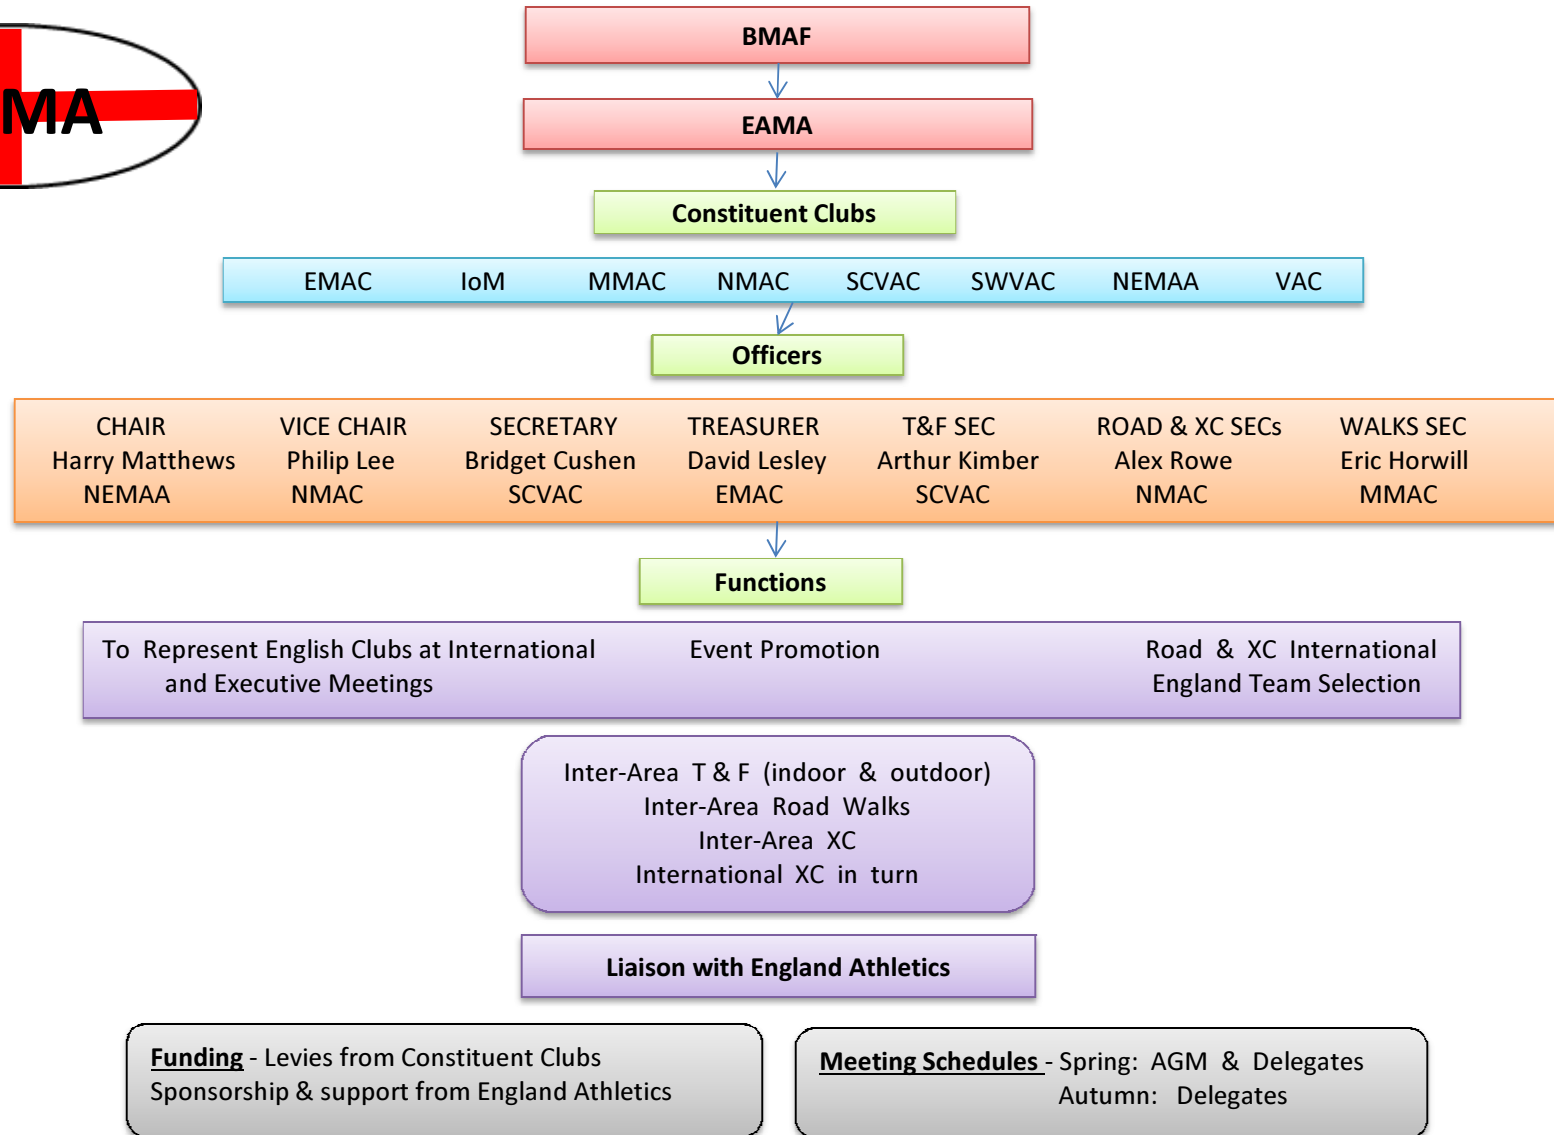 MA
BMAF
EAMA
Constituent Clubs
EMAC IoM MMAC NMAC SCVAC SWVAC NEMAA VAC
Officers
CHAIR VICE CHAIR SECRETARY TREASURER T&F SEC ROAD & XC SECs WALKS SEC
Harry Matthews Philip Lee Bridget Cushen David Lesley Arthur Kimber Alex Rowe Eric Horwill
NEMAA NMAC SCVAC EMAC SCVAC NMAC MMAC
Functions
To Represent English Clubs at International Event Promotion Road & XC International
and Executive Meetings England Team Selection
Inter-Area T & F (indoor & outdoor)
Inter-Area Road Walks
Inter-Area XC
International XC in turn
Liaison with England Athletics
Funding - Levies from Constituent Clubs
Sponsorship & support from England Athletics
Meeting Schedules - Spring: AGM & Delegates
Autumn: Delegates